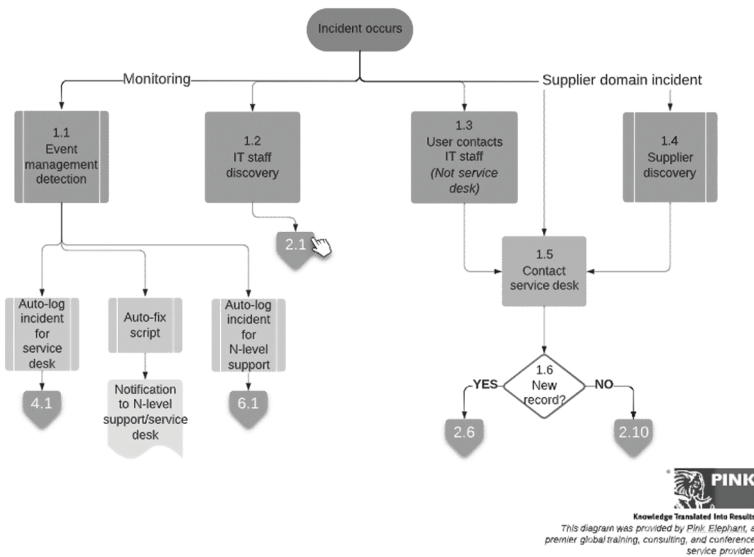 Incident occurs
Monitoring
Supplier domain incident
1.1
Event
management
detection
1.2
IT staff
discovery
1.3
User contacts
IT staff
(Not service
desk)
1.4
Supplier
discovery
2.1
1.5
Contact
service desk
Auto-log
incident
for
service
desk
Auto-fix
script
Auto-log
incident
for
N-level
support
4.1
Notification
to N-level
support/service
desk
6.1
1.6
New
record?
YES
NO
2.6
2.10
PINK
Knowledge Translated Into Results
This diagram was provided by Pink Elephant, a
premier global training, consulting, and conference
service provider